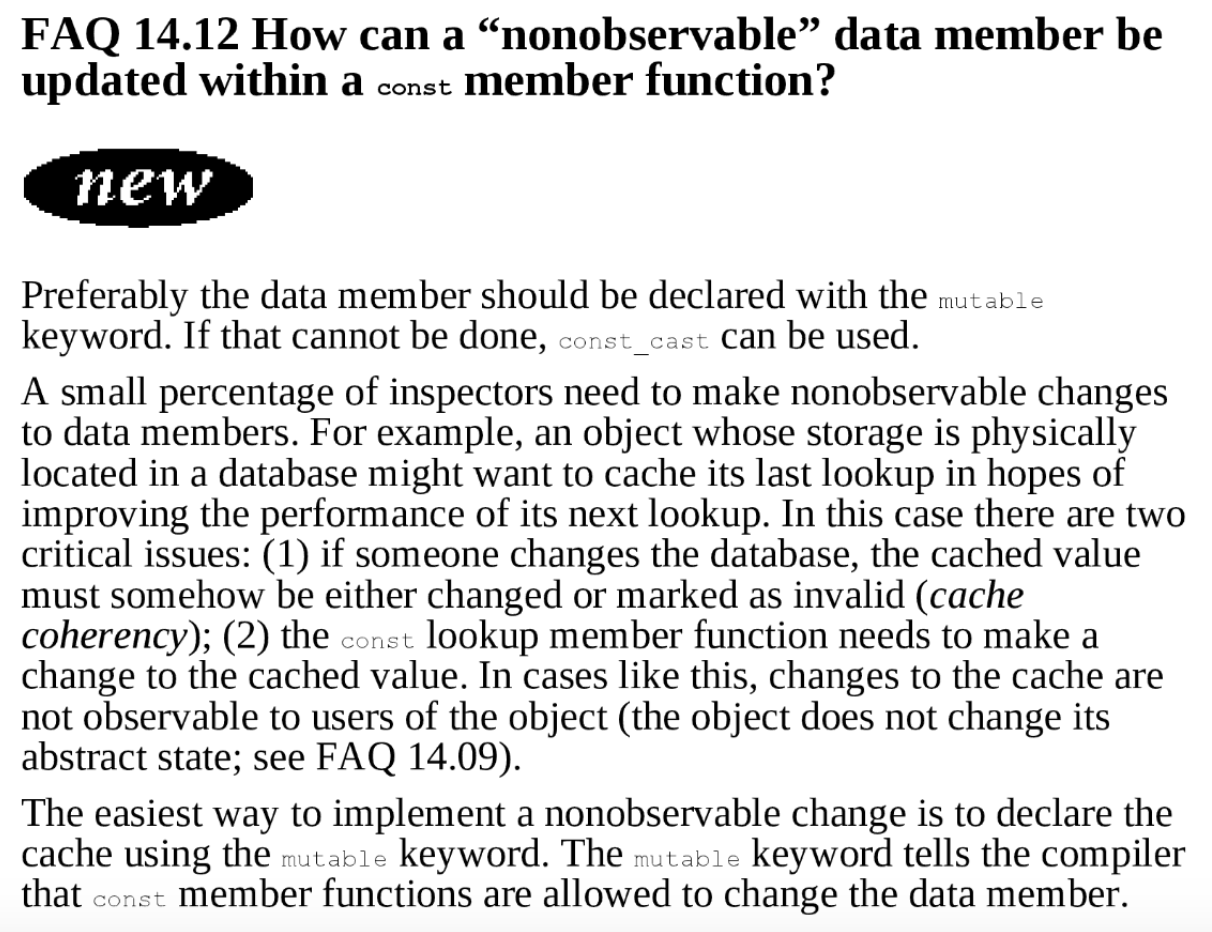 FAQ 14.12 How can a “nonobservable” data member be
updated within a const member function?
new
Preferably the data member should be declared with the mutable
keyword. If that cannot be done, const_cast can be used.
A small percentage of inspectors need to make nonobservable changes
to data members. For example, an object whose storage is physically
located in a database might want to cache its last lookup in hopes of
improving the performance of its next lookup. In this case there are two
critical issues: (1) if someone changes the database, the cached value
must somehow be either changed or marked as invalid (cache
coherency); (2) the const lookup member function needs to make a
change to the cached value. In cases like this, changes to the cache are
not observable to users of the object (the object does not change its
abstract state; see FAQ 14.09).
The easiest way to implement a nonobservable change is to declare the
cache using the mutable keyword. The mutable keyword tells the compiler
that const member functions are allowed to change the data member.